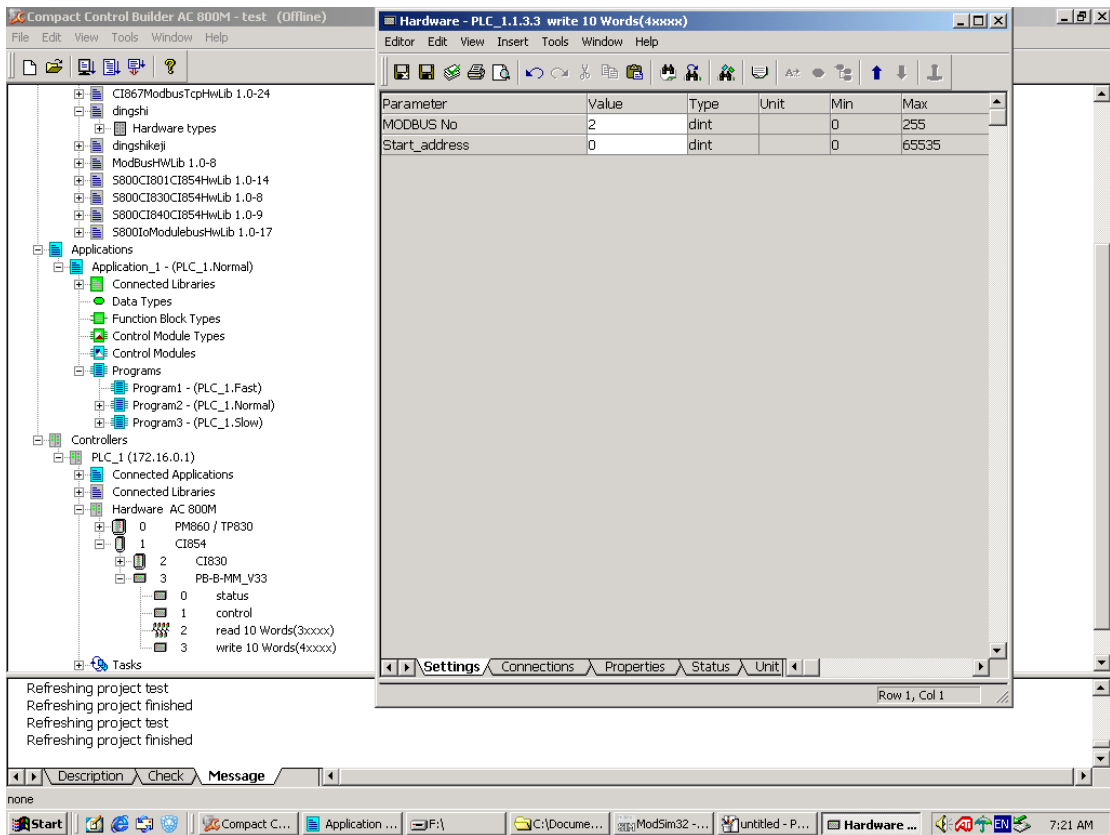 Compact Control Builder AC 800M - test (Offline)
File Edit View Tools Window Help
CI867ModbusTcpHwLib 1.0-24
dingshi
Hardware types
dingshikeji
ModBusHWLib 1.0-8
S800CI801CI854HwLib 1.0-14
S800CI830CI854HwLib 1.0-8
S800CI840CI854HwLib 1.0-9
S800IoModulebusHwLib 1.0-17
Applications
Application_1 - (PLC_1.Normal)
Connected Libraries
Data Types
Function Block Types
Control Module Types
Control Modules
Programs
Program1 - (PLC_1.Fast)
Program2 - (PLC_1.Normal)
Program3 - (PLC_1.Slow)
Controllers
PLC_1 (172.16.0.1)
Connected Applications
Connected Libraries
Hardware AC 800M
0 PM860 / TP830
1 CI854
2 CI830
3 PB-B-MM_V33
0 status
1 control
2 read 10 Words(3xxxx)
3 write 10 Words(4xxxx)
Tasks
Hardware - PLC_1.1.3.3 write 10 Words(4xxxx)
Editor Edit View Insert Tools Window Help
Parameter Value Type Unit Min Max
MODBUS No 2 dint 0 255
Start_address 0 dint 0 65535
Settings Connections Properties Status Unit
Row 1, Col 1
Refreshing project test
Refreshing project finished
Refreshing project test
Refreshing project finished
Description Check Message
none
Start Compact C... Application ... F:\ C:\Docume... ModSim32 -... untitled - P... Hardware ... EN 7:21 AM